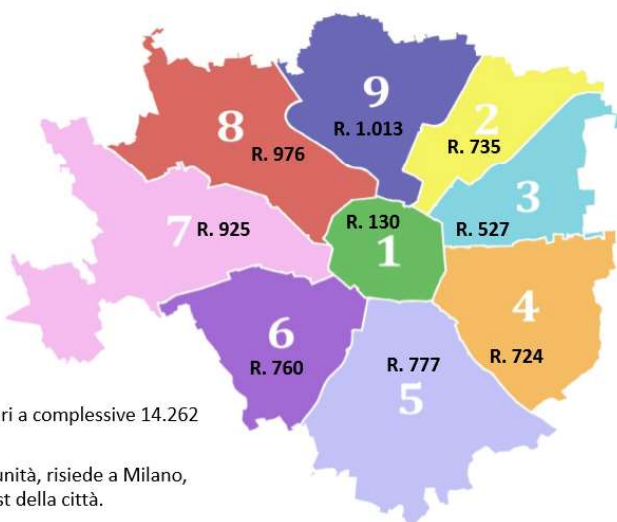 9
R. 1.013
2
R. 735
8
R. 976
3
R. 527
7
R. 925
R. 130
1
4
R. 724
6
R. 760
R. 777
5
ri a complessive 14.262
unità, risiede a Milano,
st della città.